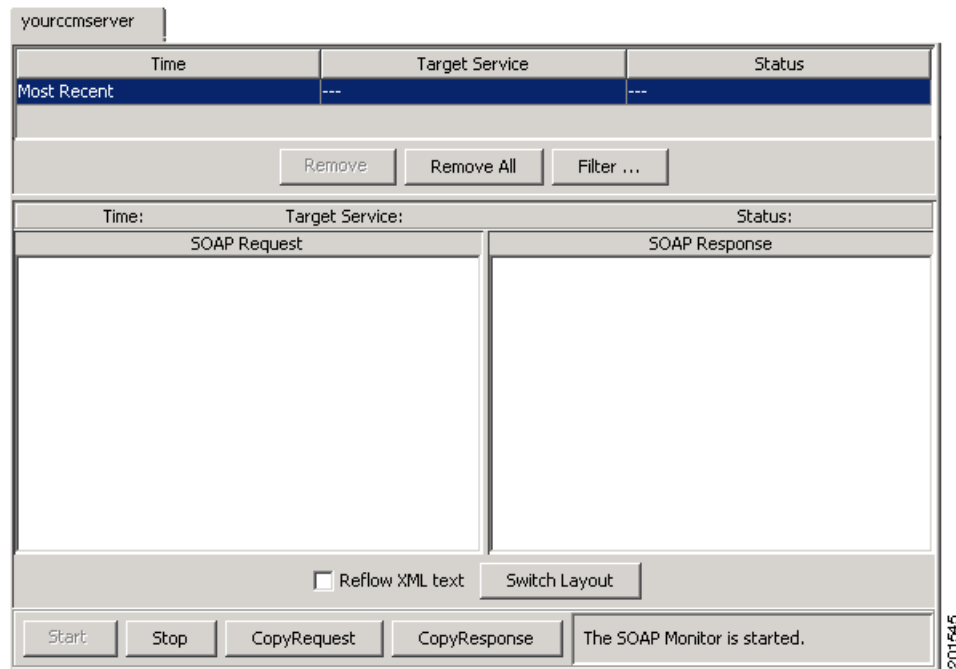 yourccmserver
Time Target Service Status
Most Recent --- ---
Remove Remove All Filter ...
Time: Target Service: Status:
SOAP Request SOAP Response
Reflow XML text Switch Layout
Start Stop CopyRequest CopyResponse The SOAP Monitor is started.
201545